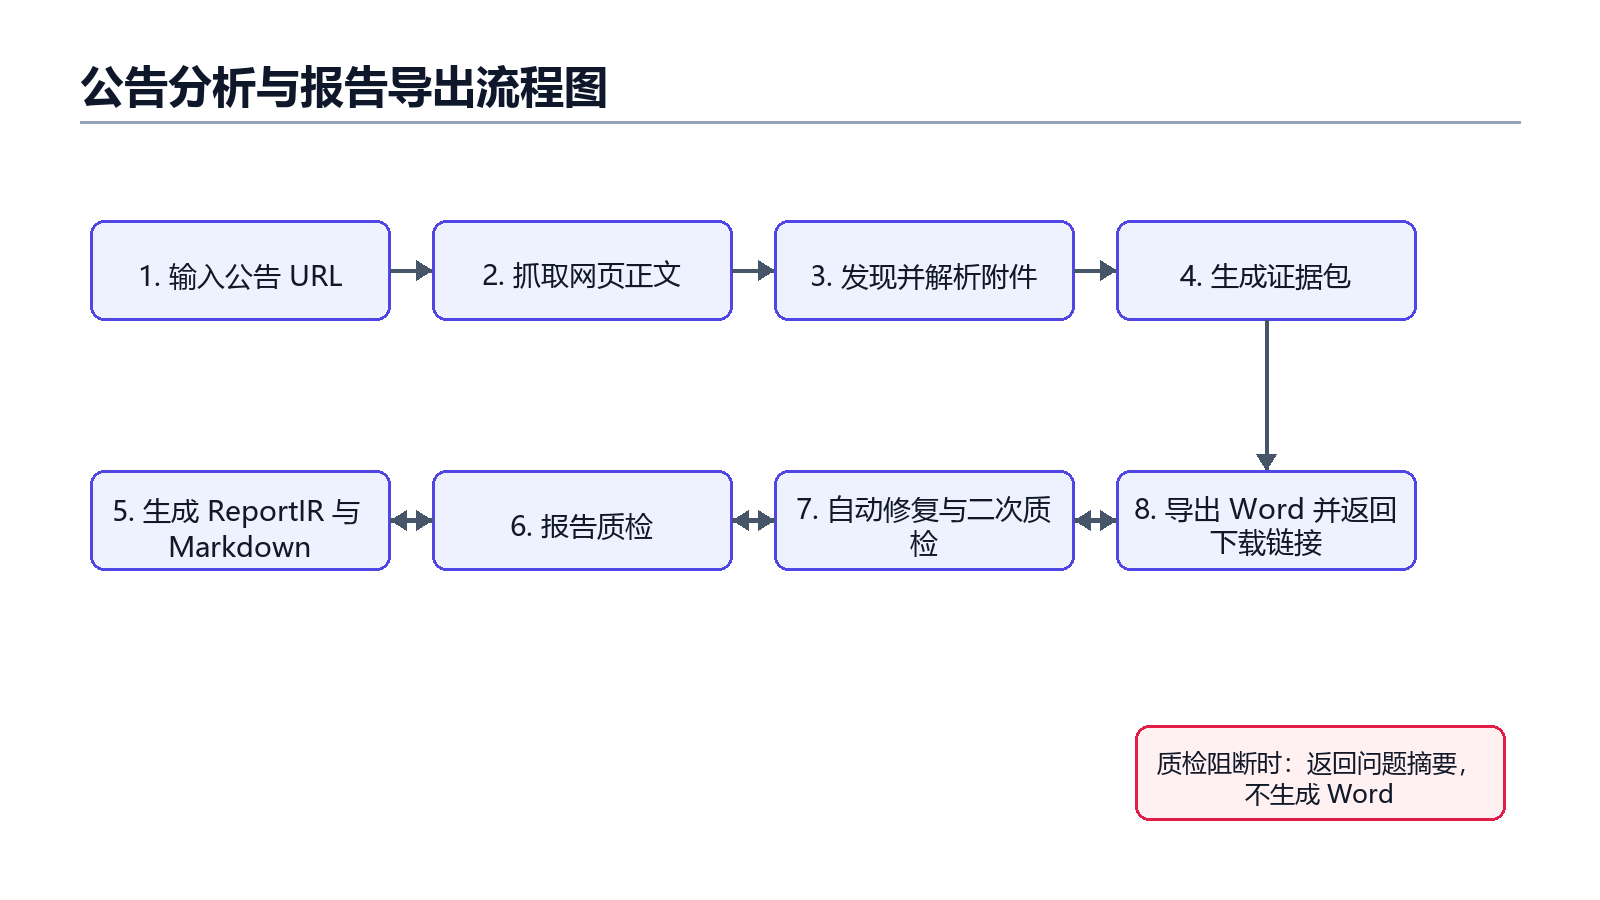 公告分析与报告导出流程图
1. 输入公告 URL
2. 抓取网页正文
3. 发现并解析附件
4. 生成证据包
5. 生成 ReportIR 与
Markdown
6. 报告质检
7. 自动修复与二次质
检
8. 导出 Word 并返回
下载链接
质检阻断时：返回问题摘要，
不生成 Word